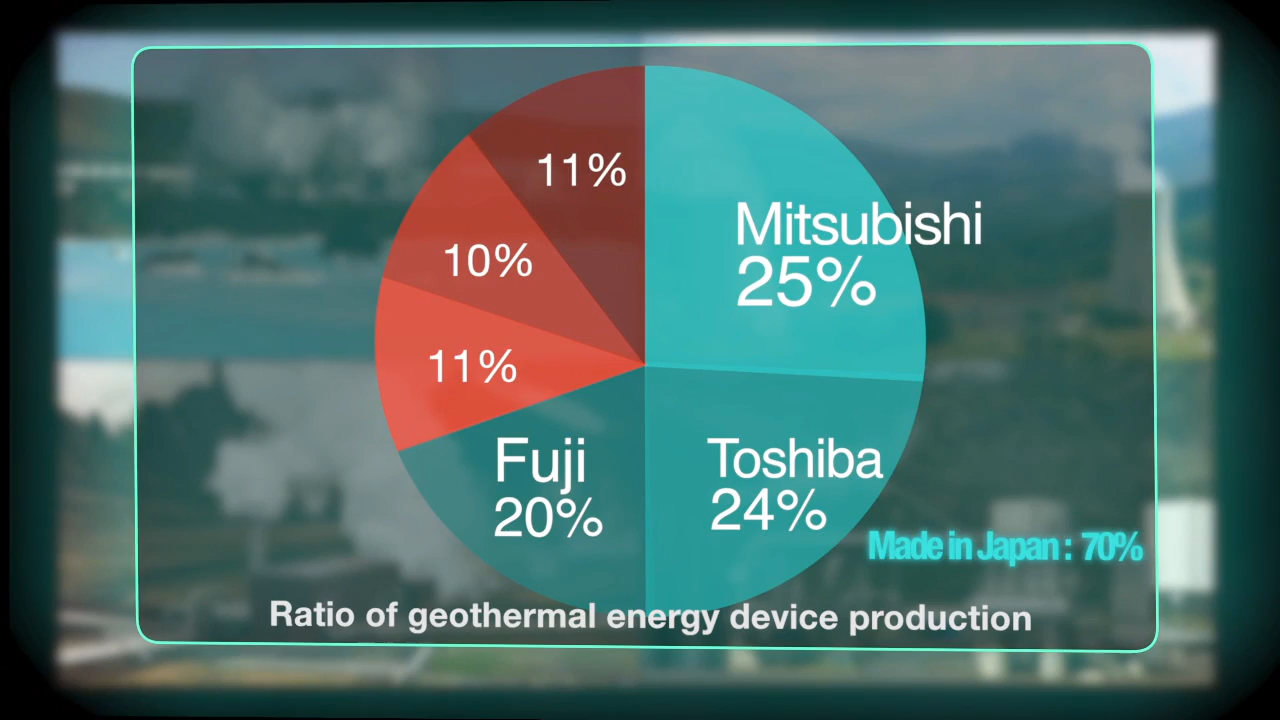 11%
10%
11%
Mitsubishi
25%
Fuji
20%
Toshiba
24%
Made in Japan : 70%
Ratio of geothermal energy device production